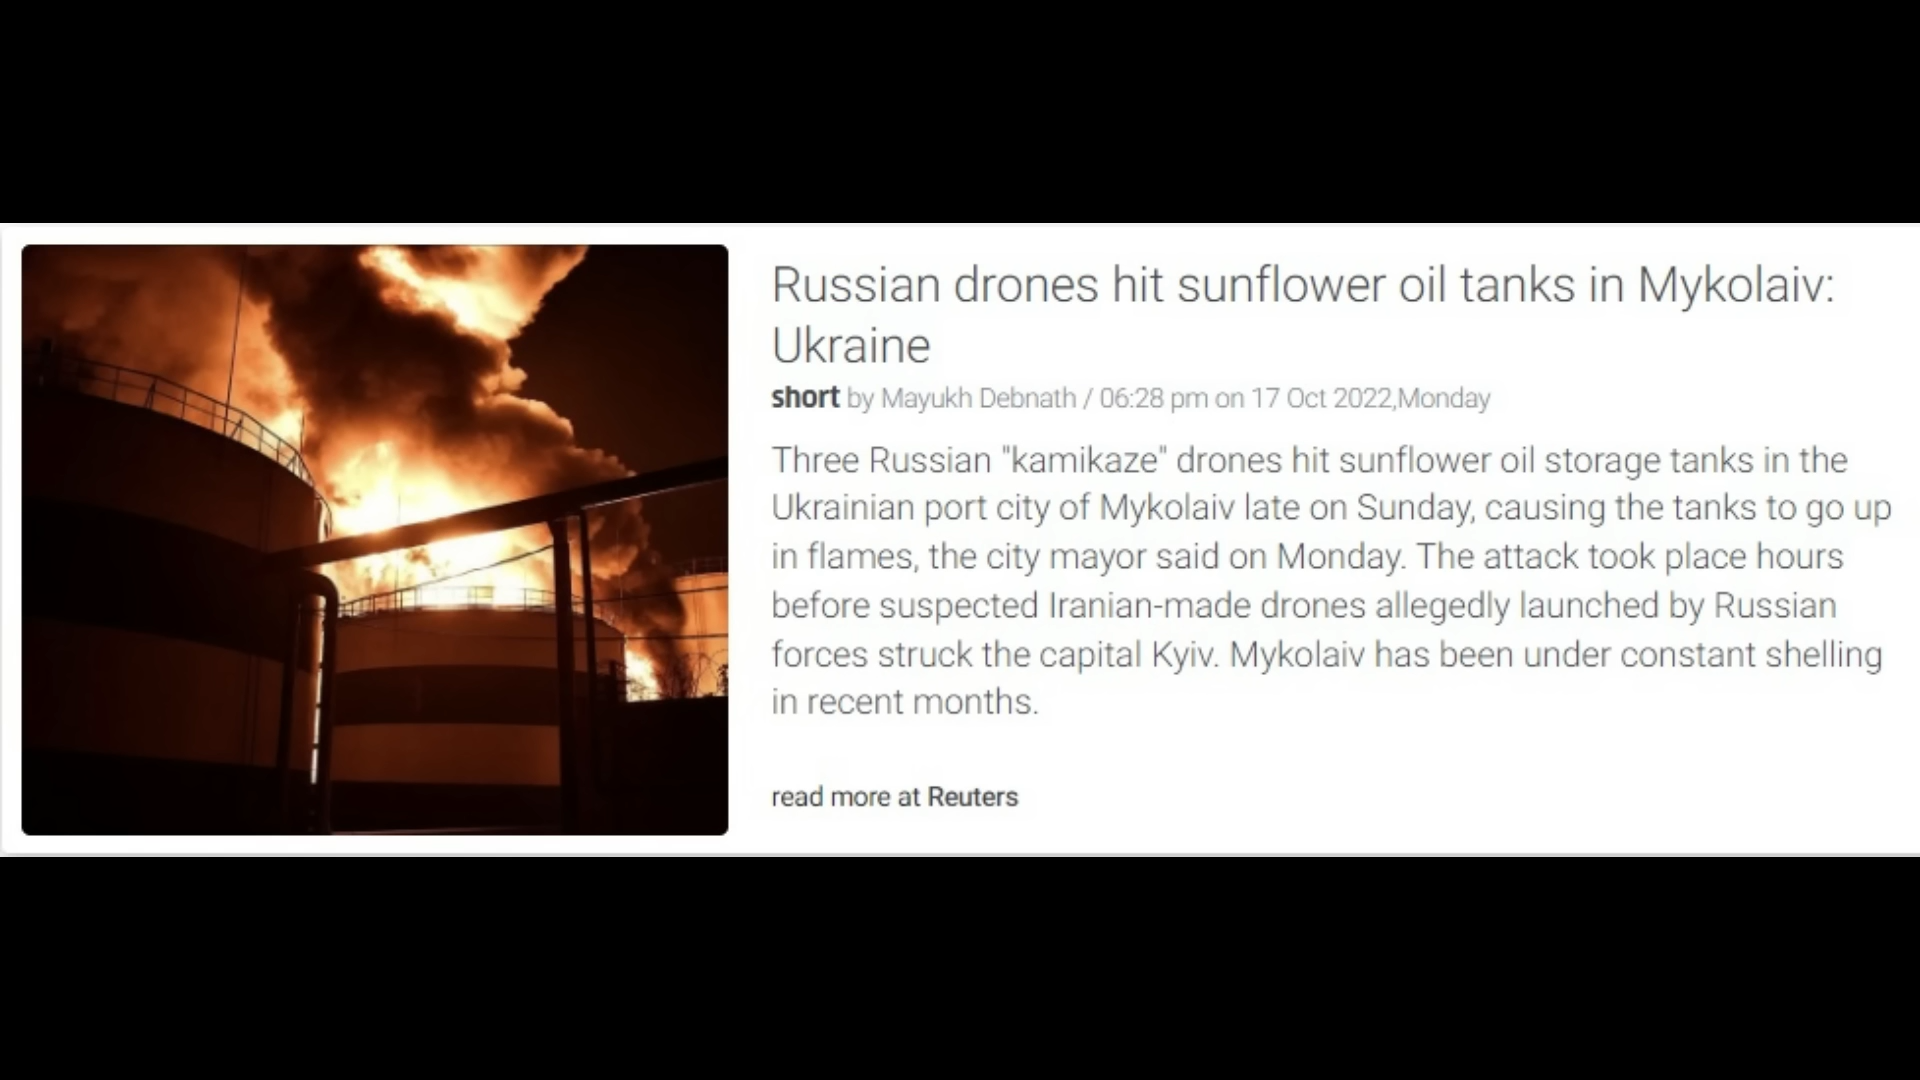 Russian drones hit sunflower oil tanks in Mykolaiv:
Ukraine
short by Mayukh Debnath / 06:28 pm on 17 Oct 2022,Monday
Three Russian "kamikaze" drones hit sunflower oil storage tanks in the
Ukrainian port city of Mykolaiv late on Sunday, causing the tanks to go up
in flames, the city mayor said on Monday. The attack took place hours
before suspected Iranian-made drones allegedly launched by Russian
forces struck the capital Kyiv. Mykolaiv has been under constant shelling
in recent months.
read more at Reuters